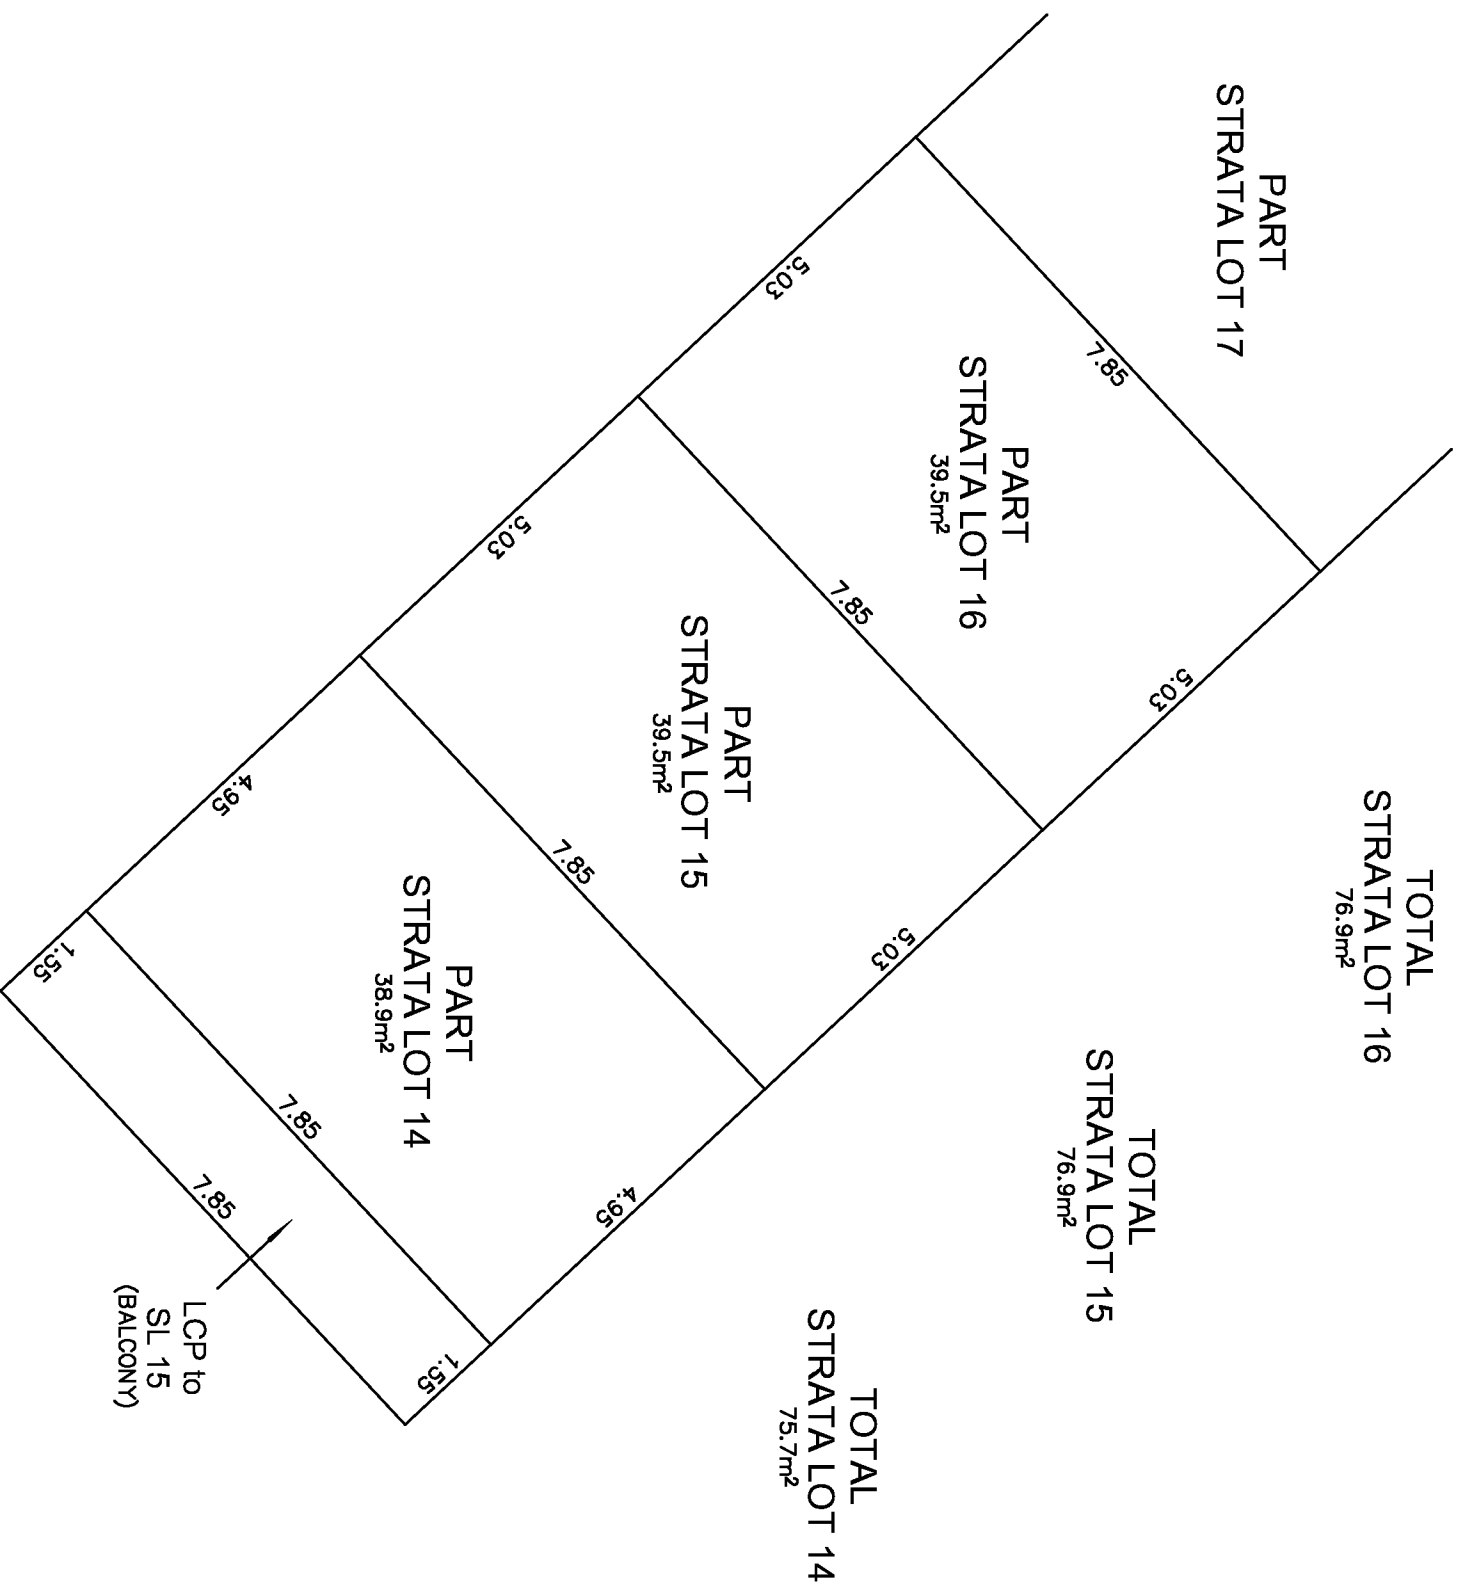 PART
STRATA LOT 17
7.85
5.03
PART
STRATA LOT 16
39.5m²
5.03
7.85
TOTAL
STRATA LOT 16
76.9m²
5.03
PART
STRATA LOT 15
39.5m²
5.03
7.85
TOTAL
STRATA LOT 15
76.9m²
4.95
PART
STRATA LOT 14
38.9m²
4.95
7.85
TOTAL
STRATA LOT 14
75.7m²
1.55
1.55
7.85
LCP to
SL 15
(BALCONY)